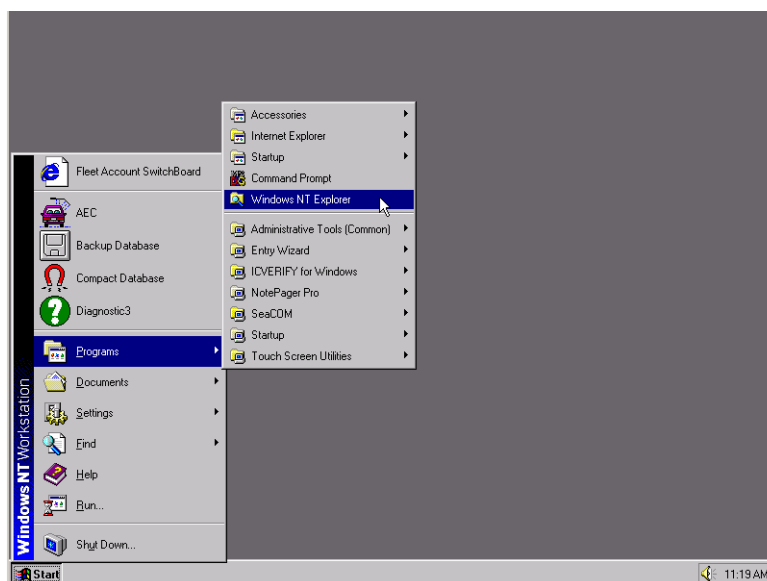 Accessories
Internet Explorer
Startup
Command Prompt
Windows NT Explorer
Administrative Tools (Common)
Entry Wizard
ICVERIFY for Windows
NotePager Pro
SeaCOM
Startup
Touch Screen Utilities
Fleet Account SwitchBoard
AEC
Backup Database
Compact Database
Diagnostic3
Programs
Documents
Settings
Find
Help
Run...
Shut Down...
Windows NT Workstation
Start
11:19 AM